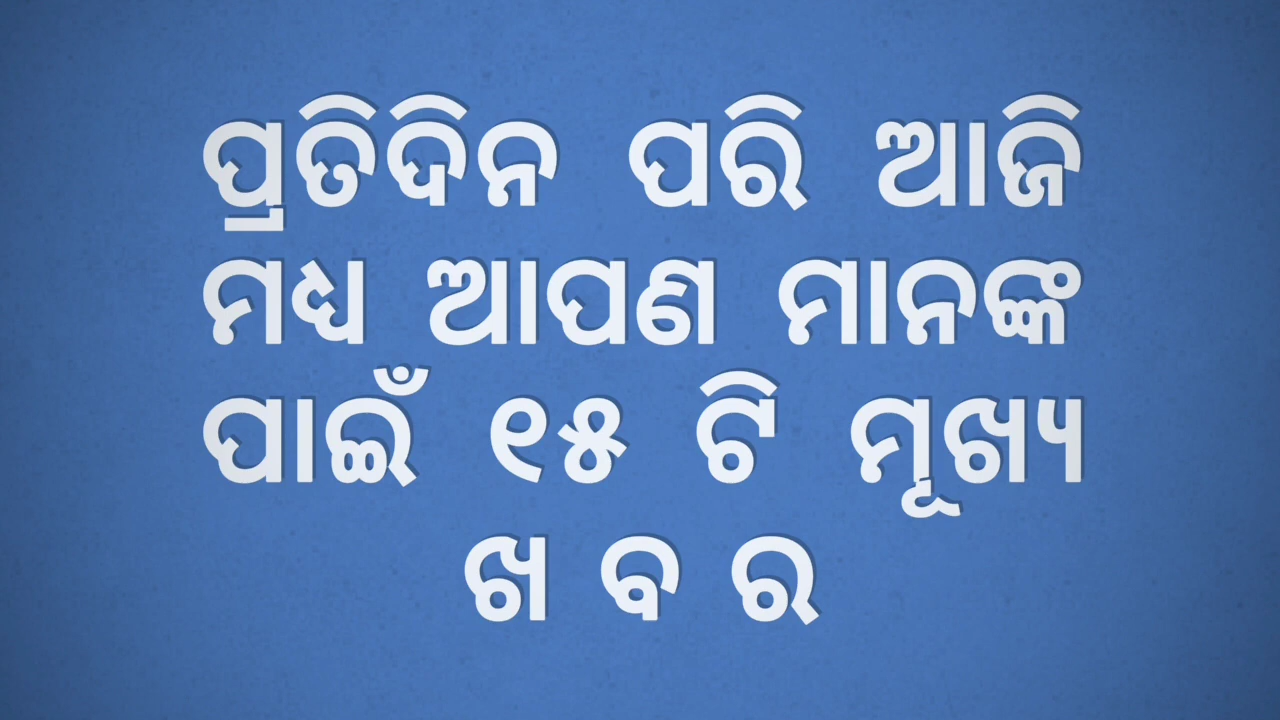 ପ୍ରତିଦିନ ପରି ଆଜି
ମଧ୍ୟ ଆପଣ ମାନଙ୍କ
ପାଇଁ ୧୫ ଟି ମୂଖ୍ୟ
ଖ ବ ର